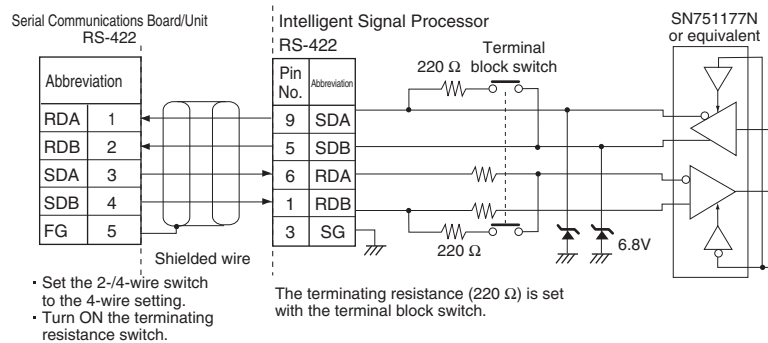 Serial Communications Board/Unit
RS-422
Intelligent Signal Processor
RS-422
SN751177N
or equivalent
Terminal
block switch
220 Ω
Abbreviation
Pin
No.
Abbreviation
RDA 1
9 SDA
RDB 2
5 SDB
SDA 3
6 RDA
SDB 4
1 RDB
FG 5
3 SG
220 Ω
6.8V
Shielded wire
· Set the 2-/4-wire switch
to the 4-wire setting.
· Turn ON the terminating
resistance switch.
The terminating resistance (220 Ω) is set
with the terminal block switch.